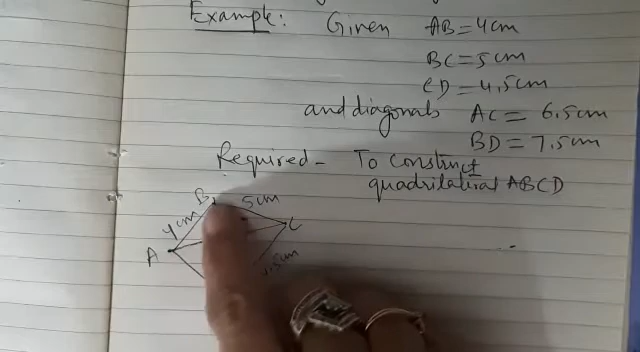 Example: Given AB=4cm
BC=5cm
CD=4.5cm
and diagonals AC= 6.5cm
BD=7.5cm
Required- To construct
quadrilateral ABCD
B 5cm
4cm
C
A
4.5cm